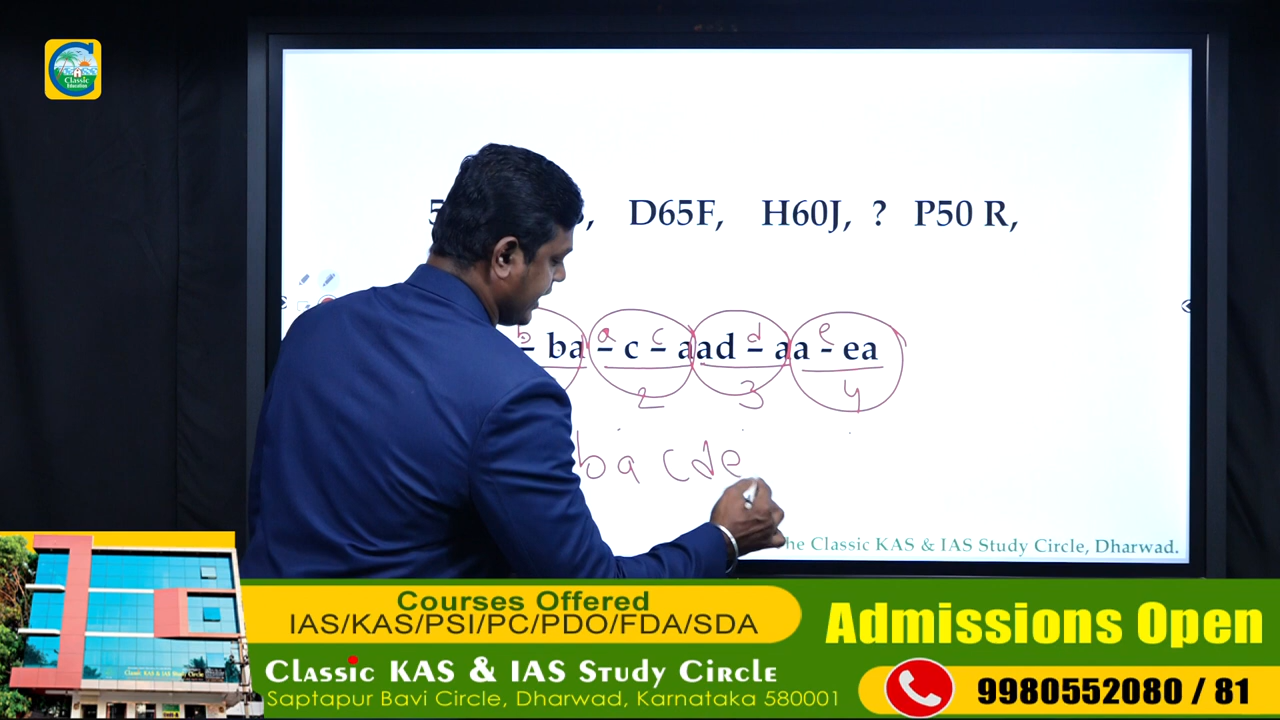 Classic
Education
D65F, H60J, ? P50 R,
b a c d e
– ba – c – aad – aa – ea
2 3 4
b a c d e
he Classic KAS & IAS Study Circle, Dharwad.
Courses Offered
IAS/KAS/PSI/PC/PDO/FDA/SDA
Classic KAS & IAS Study Circle
Saptapur Bavi Circle, Dharwad, Karnataka 580001
Admissions Open
9980552080 / 81